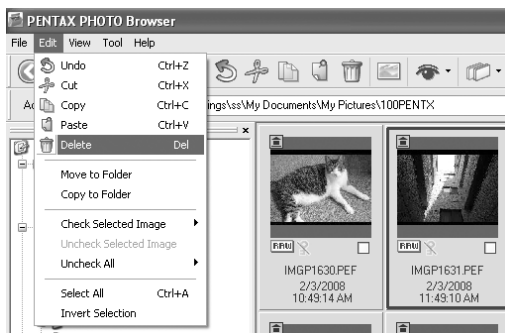 PENTAX PHOTO Browser
File Edit View Tool Help
Undo Ctrl+Z
Cut Ctrl+X
Copy Ctrl+C
Paste Ctrl+V
Delete Del
Move to Folder
Copy to Folder
Check Selected Image
Uncheck Selected Image
Uncheck All
Select All Ctrl+A
Invert Selection
Ad
ings\ss\My Documents\My Pictures\100PENTX
RAW
IMGP1630.PEF
2/3/2008
10:49:14 AM
RAW
IMGP1631.PEF
2/3/2008
11:49:10 AM